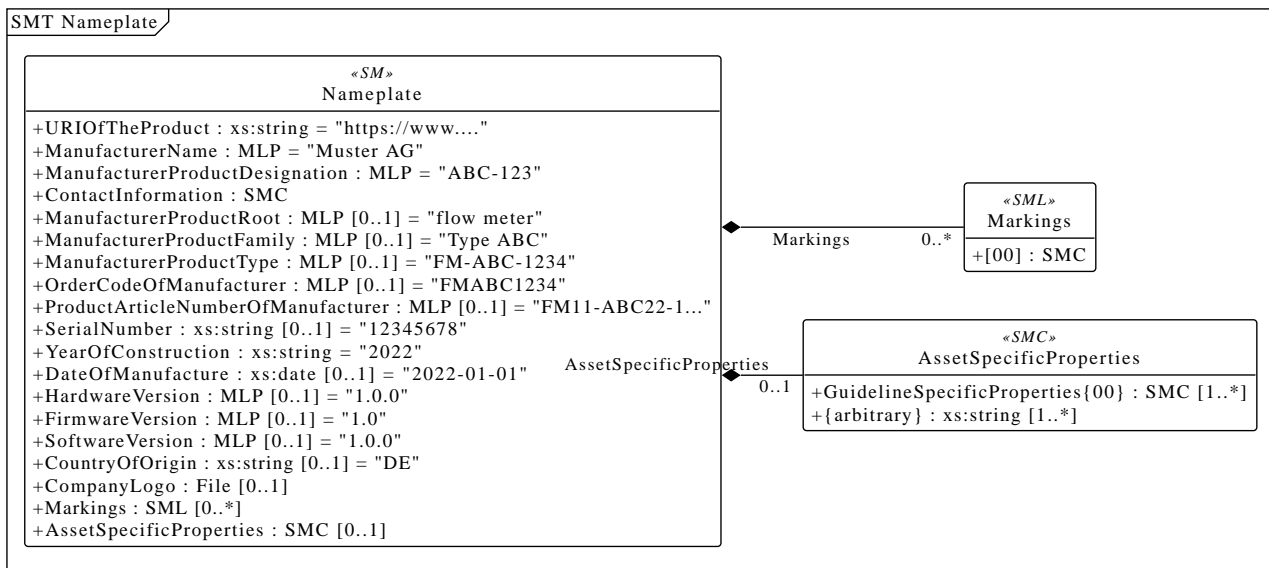 SMT Nameplate
«SM»
Nameplate
+URIOfTheProduct : xs:string = "https://www...."
+ManufacturerName : MLP = "Muster AG"
+ManufacturerProductDesignation : MLP = "ABC-123"
+ContactInformation : SMC
+ManufacturerProductRoot : MLP [0..1] = "flow meter"
+ManufacturerProductFamily : MLP [0..1] = "Type ABC"
+ManufacturerProductType : MLP [0..1] = "FM-ABC-1234"
+OrderCodeOfManufacturer : MLP [0..1] = "FMABC1234"
+ProductArticleNumberOfManufacturer : MLP [0..1] = "FM11-ABC22-1..."
+SerialNumber : xs:string [0..1] = "12345678"
+YearOfConstruction : xs:string = "2022"
+DateOfManufacture : xs:date [0..1] = "2022-01-01"
+HardwareVersion : MLP [0..1] = "1.0.0"
+FirmwareVersion : MLP [0..1] = "1.0"
+SoftwareVersion : MLP [0..1] = "1.0.0"
+CountryOfOrigin : xs:string [0..1] = "DE"
+CompanyLogo : File [0..1]
+Markings : SML [0..*]
+AssetSpecificProperties : SMC [0..1]
Markings
0..*
«SML»
Markings
+[00] : SMC
AssetSpecificProperties
0..1
«SMC»
AssetSpecificProperties
+GuidelineSpecificProperties{00} : SMC [1..*]
+{arbitrary} : xs:string [1..*]